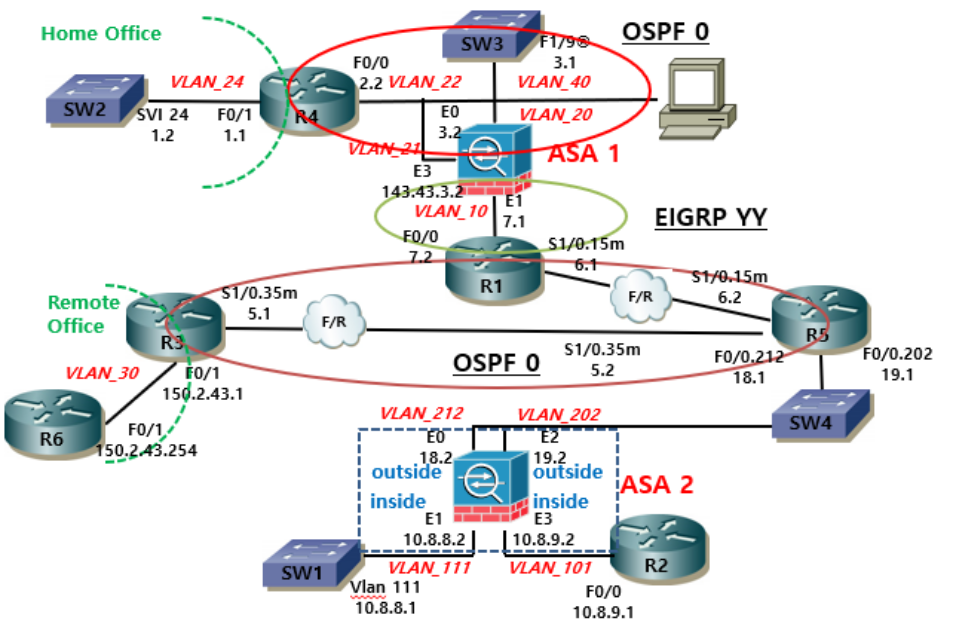 Home Office
OSPF 0
SW3
F1/9®
3.1
F0/0
2.2
VLAN_24
VLAN_22
VLAN_40
SW2
SVI 24
1.2
F0/1
1.1
R4
E0
3.2
VLAN_20
VLAN_21
ASA 1
E3
143.43.3.2
E1
7.1
VLAN_10
EIGRP YY
F0/0
7.2
R1
S1/0.15m
6.1
F/R
S1/0.15m
6.2
Remote
Office
S1/0.35m
5.1
F/R
R3
R5
S1/0.35m
5.2
OSPF 0
F0/0.212
18.1
F0/0.202
19.1
VLAN_30
F0/1
150.2.43.1
R6
F0/1
150.2.43.254
SW4
VLAN_212
VLAN_202
E0
18.2
E2
19.2
outside
outside
inside
inside
ASA 2
E1
10.8.8.2
E3
10.8.9.2
SW1
VLAN_111
VLAN_101
R2
Vlan 111
10.8.8.1
F0/0
10.8.9.1